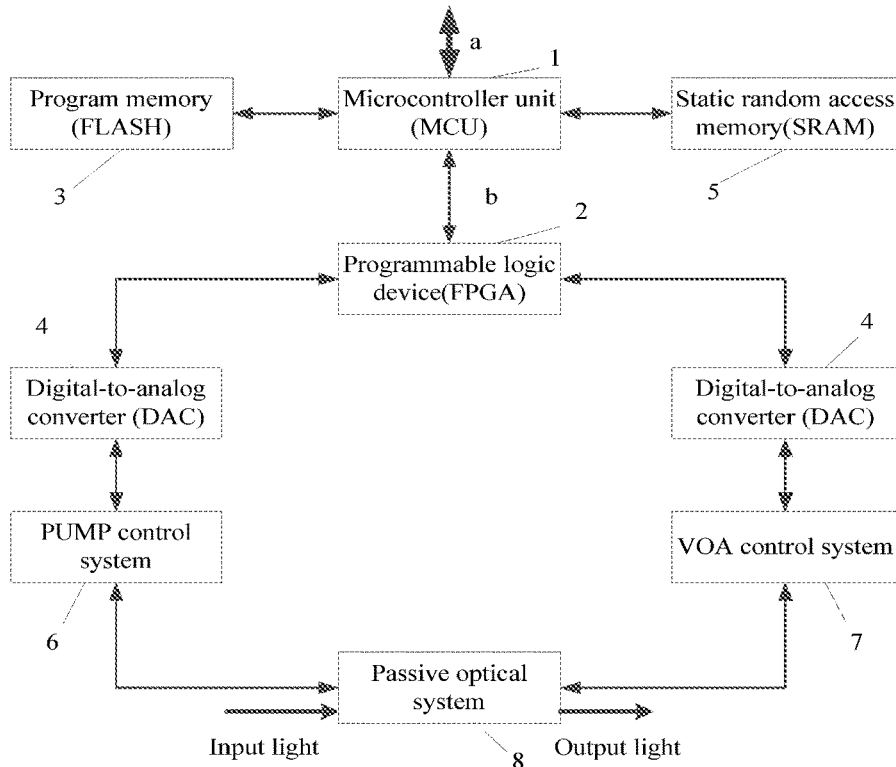 a
1
Program memory
(FLASH)
Microcontroller unit
(MCU)
Static random access
memory(SRAM)
3
5
b
2
Programmable logic
device(FPGA)
4
4
Digital-to-analog
converter (DAC)
Digital-to-analog
converter (DAC)
PUMP control
system
VOA control system
6
7
Passive optical
system
Input light
Output light
8